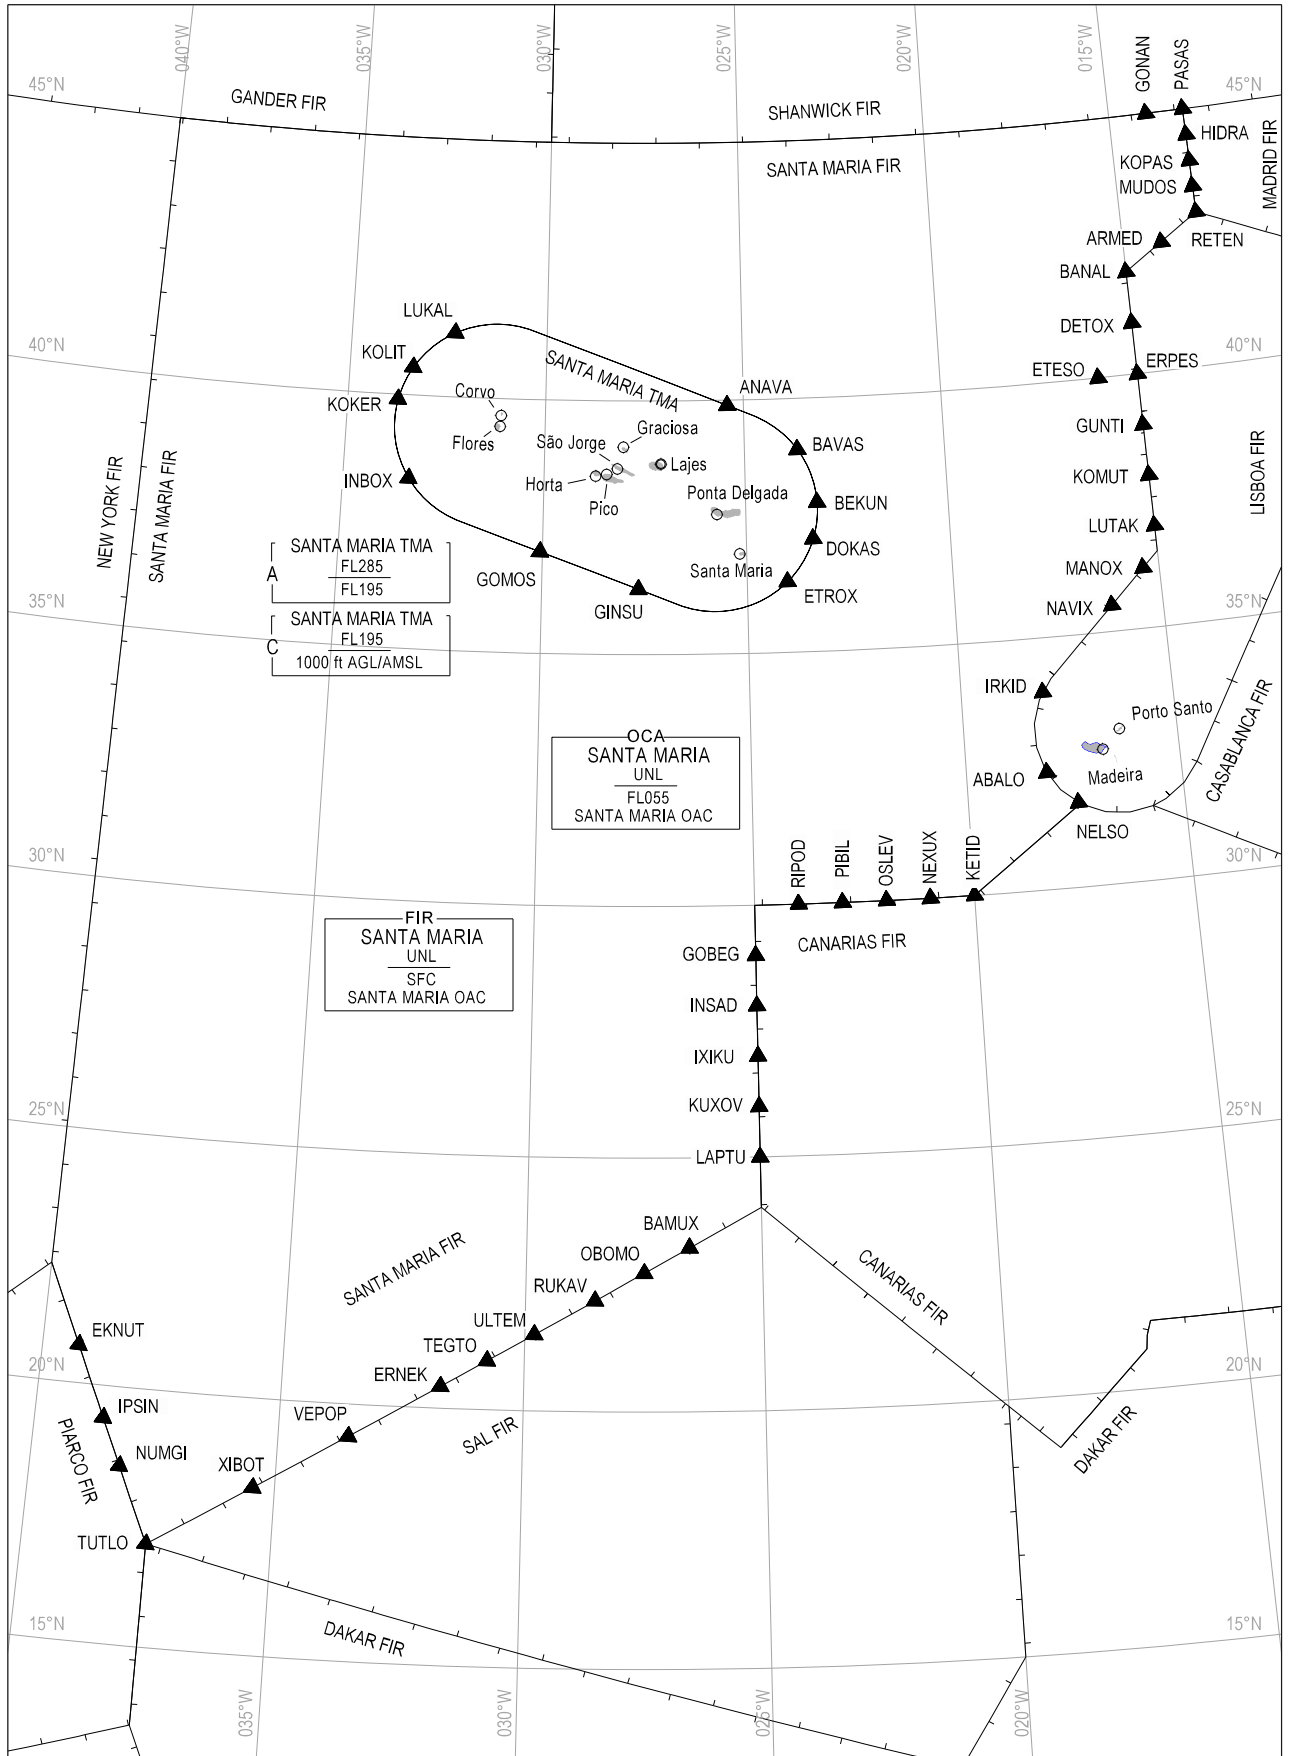 040°W
035°W
030°W
025°W
020°W
015°W
GONAN
PASAS
45°N
45°N
GANDER FIR
SHANWICK FIR
SANTA MARIA FIR
HIDRA
KOPAS
MUDOS
MADRID FIR
RETEN
ARMED
BANAL
DETOX
LUKAL
KOLIT
40°N
40°N
SANTA MARIA TMA
ETESO
ERPES
KOKER
ANAVA
Corvo
Flores
Graciosa
São Jorge
Lajes
Horta
Pico
Ponta Delgada
Santa Maria
GUNTI
BAVAS
LISBOA FIR
INBOX
KOMUT
BEKUN
LUTAK
NEW YORK FIR
SANTA MARIA FIR
DOKAS
GOMOS
MANOX
ETROX
GINSU
NAVIX
35°N
35°N
A
SANTA MARIA TMA
FL285
FL195
C
SANTA MARIA TMA
FL195
1000 ft AGL/AMSL
IRKID
Porto Santo
Madeira
CASABLANCA FIR
ABALO
NELSO
OCA
SANTA MARIA
UNL
FL055
SANTA MARIA OAC
30°N
30°N
RIPOD
PIBIL
OSLEV
NEXUX
KETID
FIR
SANTA MARIA
UNL
SFC
SANTA MARIA OAC
CANARIAS FIR
GOBEG
INSAD
IXIKU
KUXOV
25°N
25°N
LAPTU
BAMUX
OBOMO
SANTA MARIA FIR
RUKAV
CANARIAS FIR
ULTEM
EKNUT
TEGTO
20°N
20°N
ERNEK
IPSIN
VEPOP
SAL FIR
DAKAR FIR
PIARCO FIR
NUMGI
XIBOT
TUTLO
15°N
15°N
DAKAR FIR
035°W
030°W
025°W
020°W